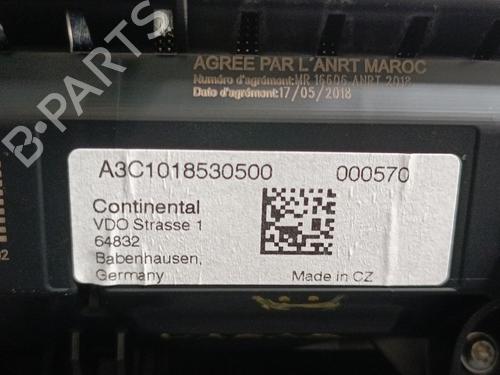 AGREE PAR L'ANRT MAROC
Numéro d'agrément:MR 16606 ANRT 2018
Date d'agrément:17/05/2018
A3C1018530500 000570
Continental
VDO Strasse 1
64832
Babenhausen,
Germany
Made in CZ
B-Parts